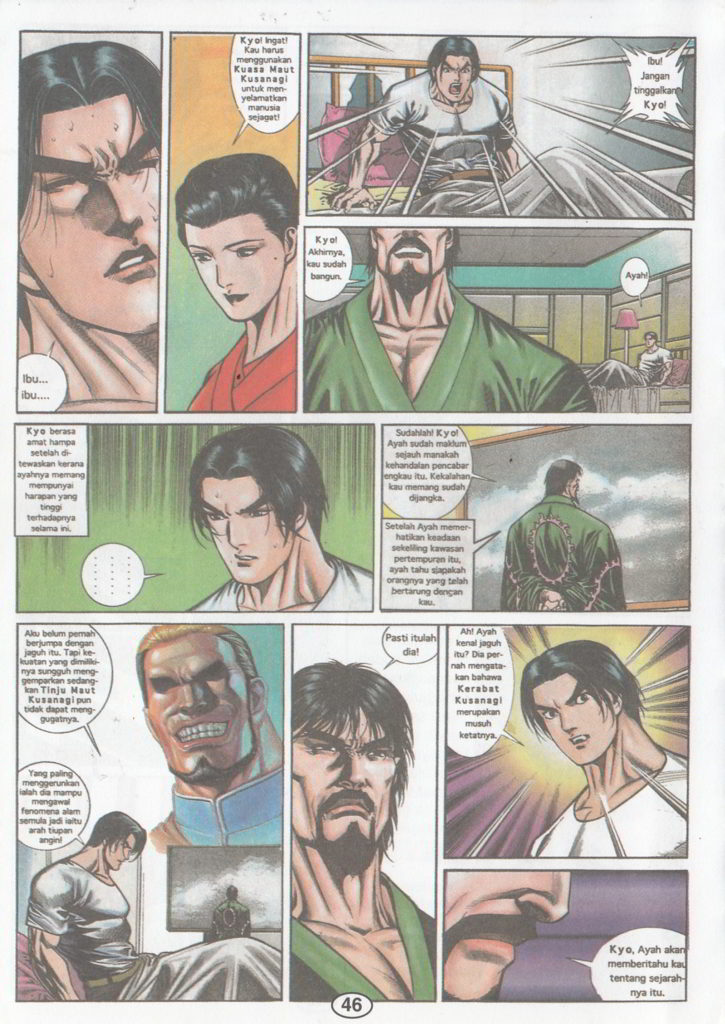 Ibu...
ibu....
Kyo! Ingat!
Kau harus
menggunakan
Kuasa Maut
Kusanagi
untuk men-
yelamatkan
manusia
sejagat!
Ibu!
Jangan
tinggalkan
Kyo!
Kyo!
Akhirnya,
kau sudah
bangun.
Ayah!
Kyo berasa
amat hampa
setelah di-
tewaskan kerana
ayahnya memang
mempunyai
harapan yang
tinggi
terhadapnya
selama ini.
Sudahlah! Kyo!
Ayah sudah maklum
sejauh manakah
kehandalan pencabar
engkau itu. Kekalahan
kau memang sudah
dijangka.
Setelah Ayah memer-
hatikan keadaan
sekeliling kawasan
pertempuran itu,
ayah tahu siapakah
orangnya yang telah
bertarung dengan
kau.
Aku belum pernah
berjumpa dengan
jaguh itu. Tapi ke-
kuatan yang dimiliki-
nya sungguh meng-
gemparkan sedang-
kan Tinju Maut
Kusanagi pun
tidak dapat meng-
gugatnya.
Yang paling
menggerunkan
ialah dia mampu
mengawal
fenomena alam
semula jadi iaitu
arah tiupan
angin!
Pasti itulah
dia!
Ah! Ayah
kenal jaguh
itu? Dia per-
nah mengata-
kan bahawa
Kerabat
Kusanagi
merupakan
musuh
ketatnya.
Kyo, Ayah akan
memberitahu kau
tentang sejarah-
nya itu.
46